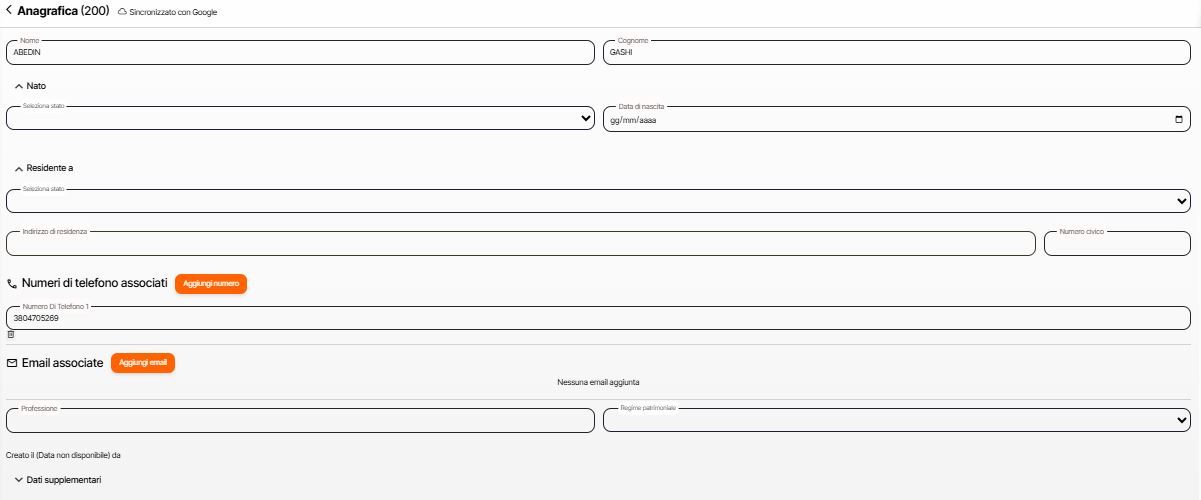 Anagrafica (200) Sincronizzato con Google
Nome Cognome
ABEDIN GASHI
Nato
Seleziona stato Data di nascita
gg/mm/aaaa
Residente a
Seleziona stato
Indirizzo di residenza Numero civico
Numeri di telefono associati Aggiungi numero
Numero Di Telefono 1
3804705269
Email associate Aggiungi email
Nessuna email aggiunta
Professione Regime patrimoniale
Creato il (Data non disponibile) da
Dati supplementari